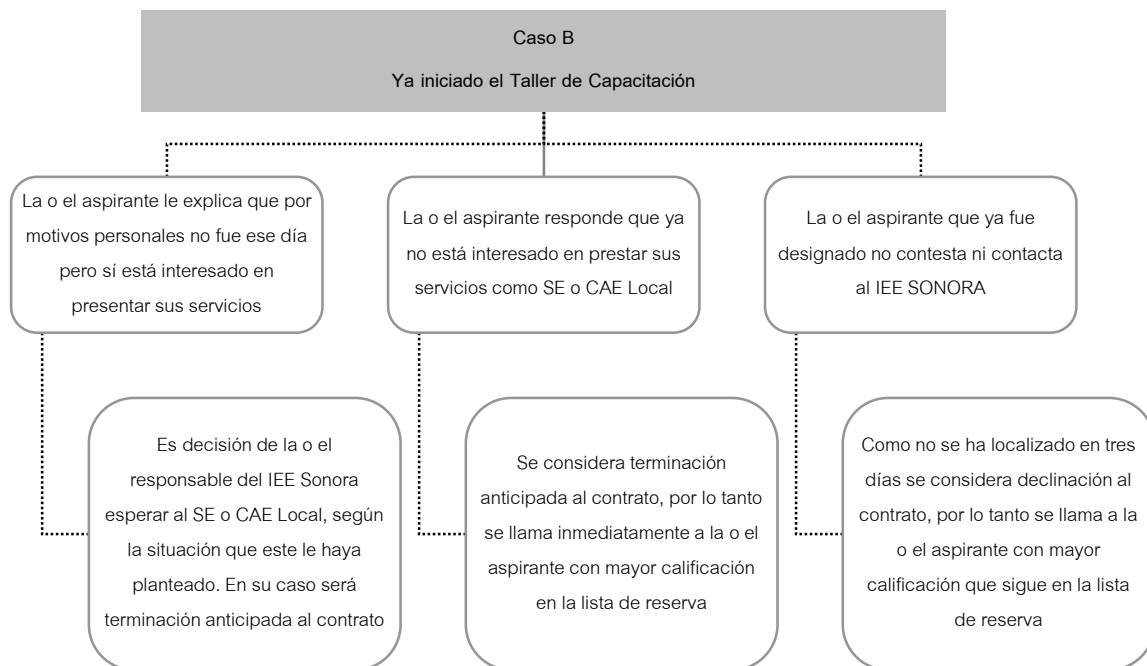 Caso B
Ya iniciado el Taller de Capacitación
La o el aspirante le explica que por
motivos personales no fue ese día
pero sí está interesado en
presentar sus servicios
La o el aspirante responde que ya
no está interesado en prestar sus
servicios como SE o CAE Local
La o el aspirante que ya fue
designado no contesta ni contacta
al IEE SONORA
Es decisión de la o el
responsable del IEE Sonora
esperar al SE o CAE Local, según
la situación que este le haya
planteado. En su caso será
terminación anticipada al contrato
Se considera terminación
anticipada al contrato, por lo tanto
se llama inmediatamente a la o el
aspirante con mayor calificación
en la lista de reserva
Como no se ha localizado en tres
días se considera declinación al
contrato, por lo tanto se llama a la
o el aspirante con mayor
calificación que sigue en la lista
de reserva